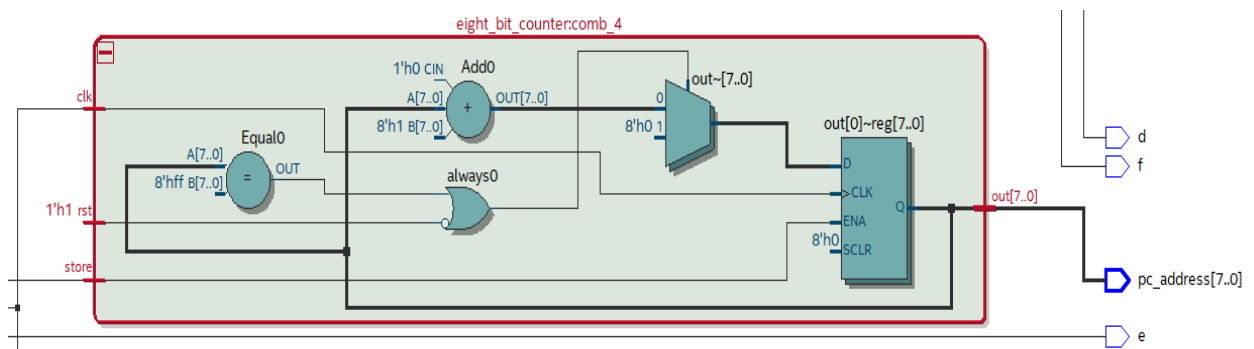 eight_bit_counter:comb_4
Add0
1'h0 CIN
A[7..0]
OUT[7..0]
8'h1 B[7..0]
out~[7..0]
0
8'h0 1
out[0]~reg[7..0]
clk
Equal0
A[7..0]
OUT
8'hff B[7..0]
=
+
always0
1'h1 rst
store
D
CLK
ENA
8'h0
SCLR
Q
out[7..0]
d
f
pc_address[7..0]
e